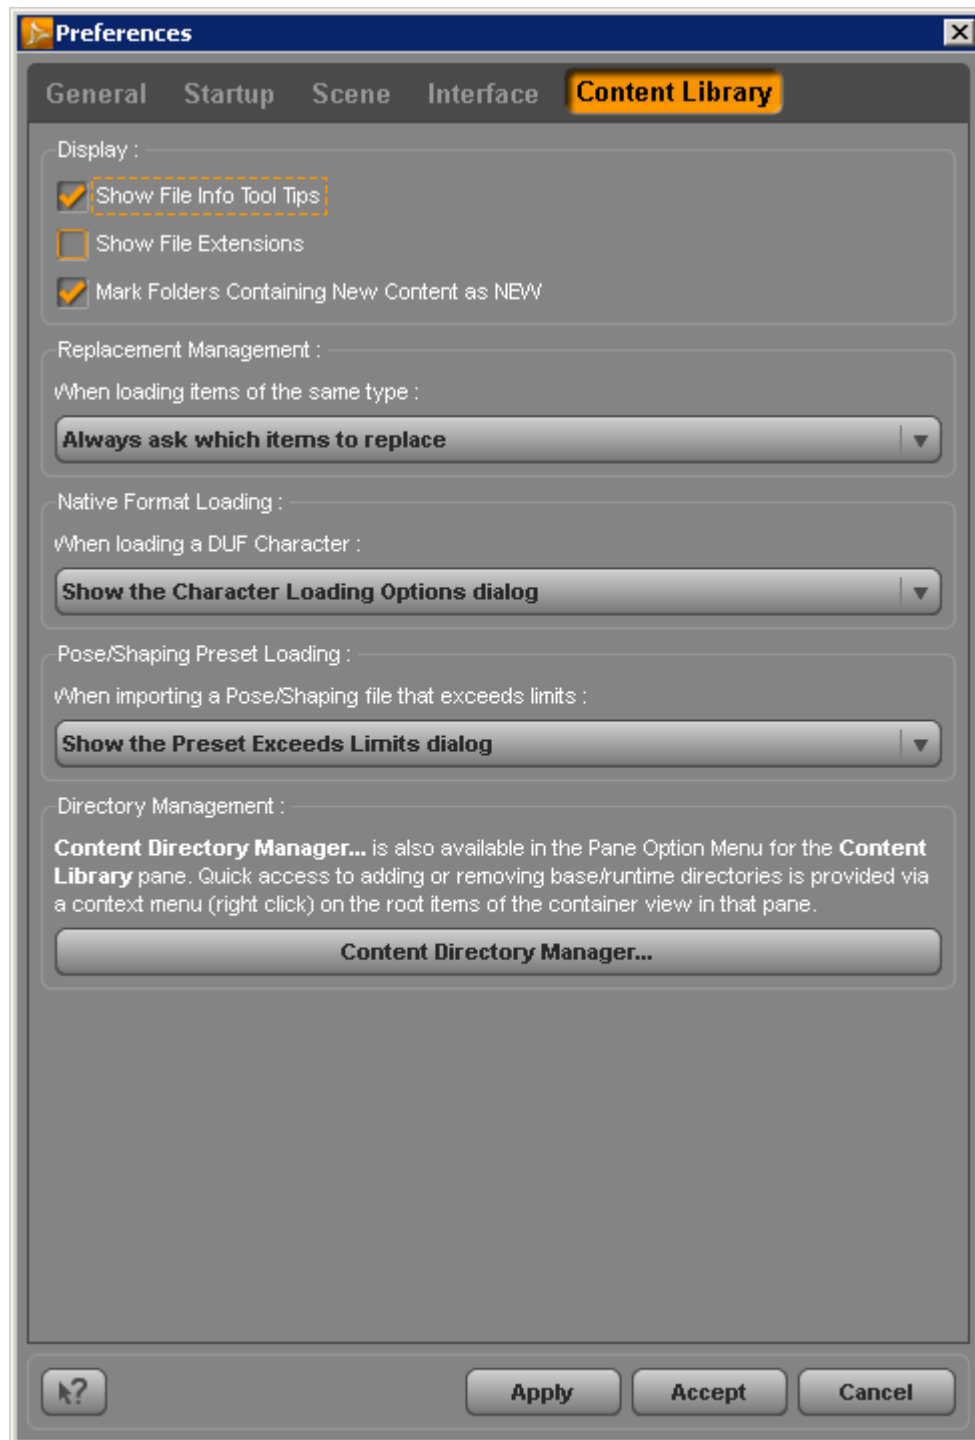 Preferences
General Startup Scene Interface Content Library
Display :
Show File Info Tool Tips
Show File Extensions
Mark Folders Containing New Content as NEW
Replacement Management :
When loading items of the same type :
Always ask which items to replace
Native Format Loading :
When loading a DUF Character :
Show the Character Loading Options dialog
Pose/Shaping Preset Loading :
When importing a Pose/Shaping file that exceeds limits :
Show the Preset Exceeds Limits dialog
Directory Management :
Content Directory Manager... is also available in the Pane Option Menu for the Content
Library pane. Quick access to adding or removing base/runtime directories is provided via
a context menu (right click) on the root items of the container view in that pane.
Content Directory Manager...
? Apply Accept Cancel